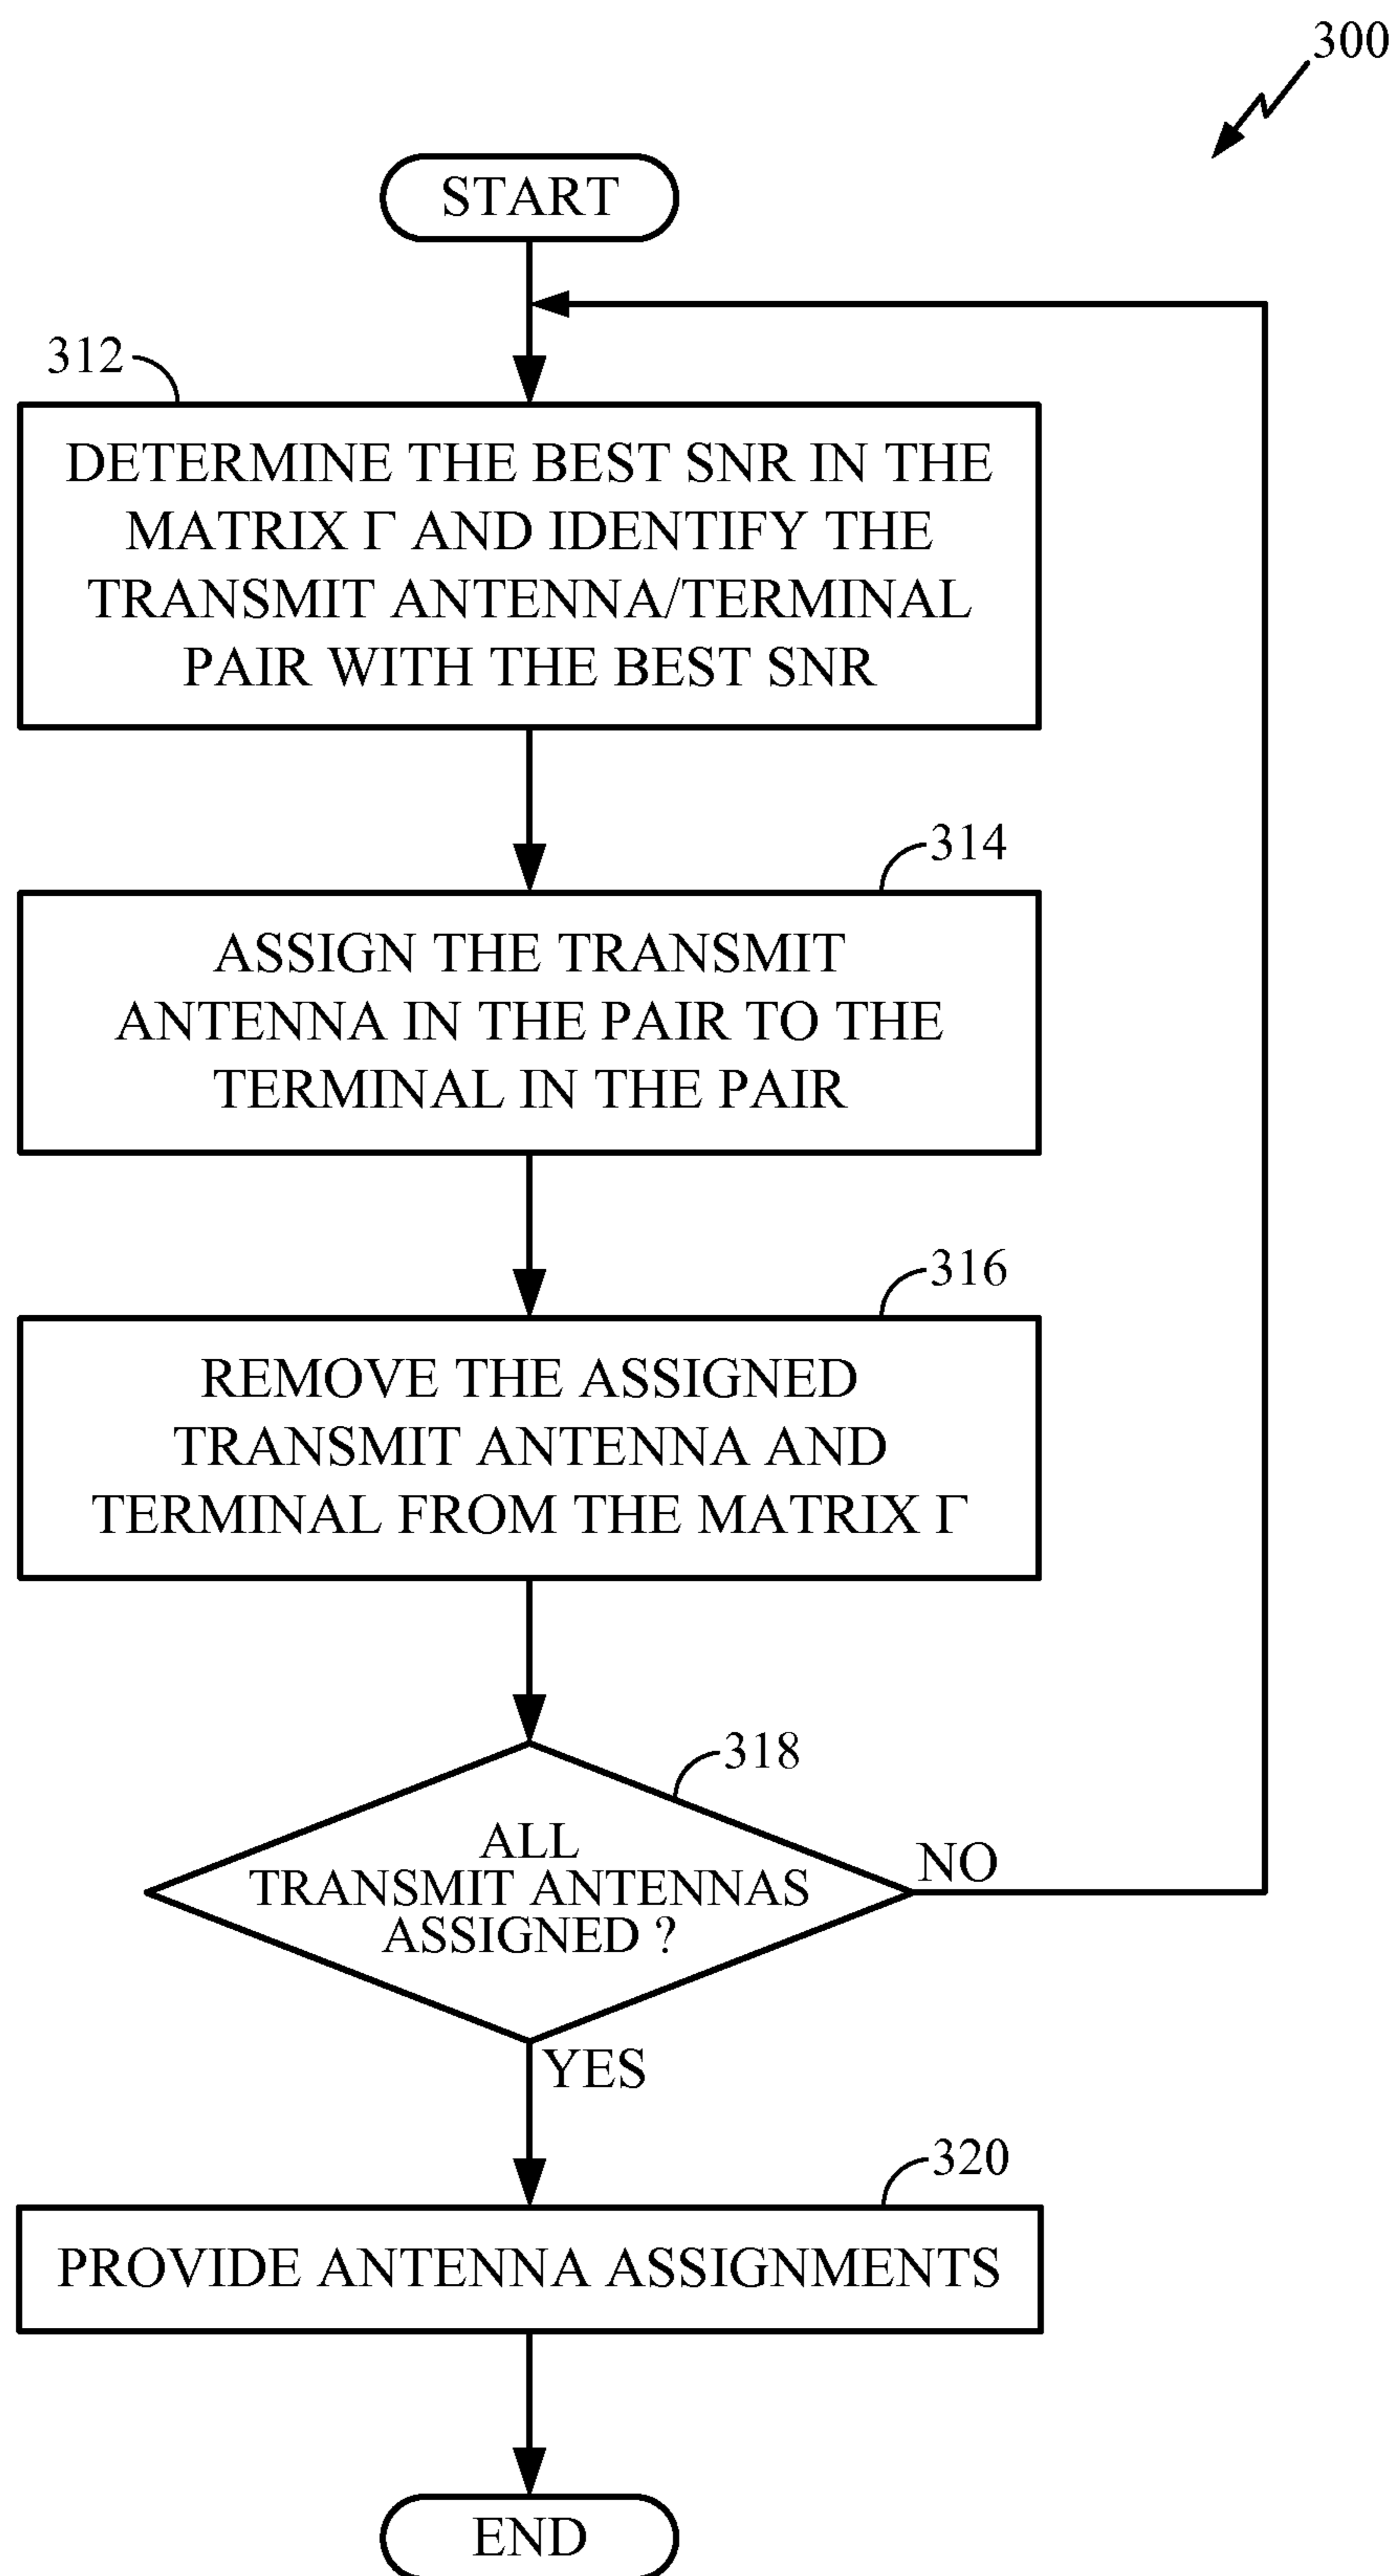 300
START
312
DETERMINE THE BEST SNR IN THE
MATRIX Γ AND IDENTIFY THE
TRANSMIT ANTENNA/TERMINAL
PAIR WITH THE BEST SNR
314
ASSIGN THE TRANSMIT
ANTENNA IN THE PAIR TO THE
TERMINAL IN THE PAIR
316
REMOVE THE ASSIGNED
TRANSMIT ANTENNA AND
TERMINAL FROM THE MATRIX Γ
318
ALL
TRANSMIT ANTENNAS
ASSIGNED ?
NO
YES
320
PROVIDE ANTENNA ASSIGNMENTS
END